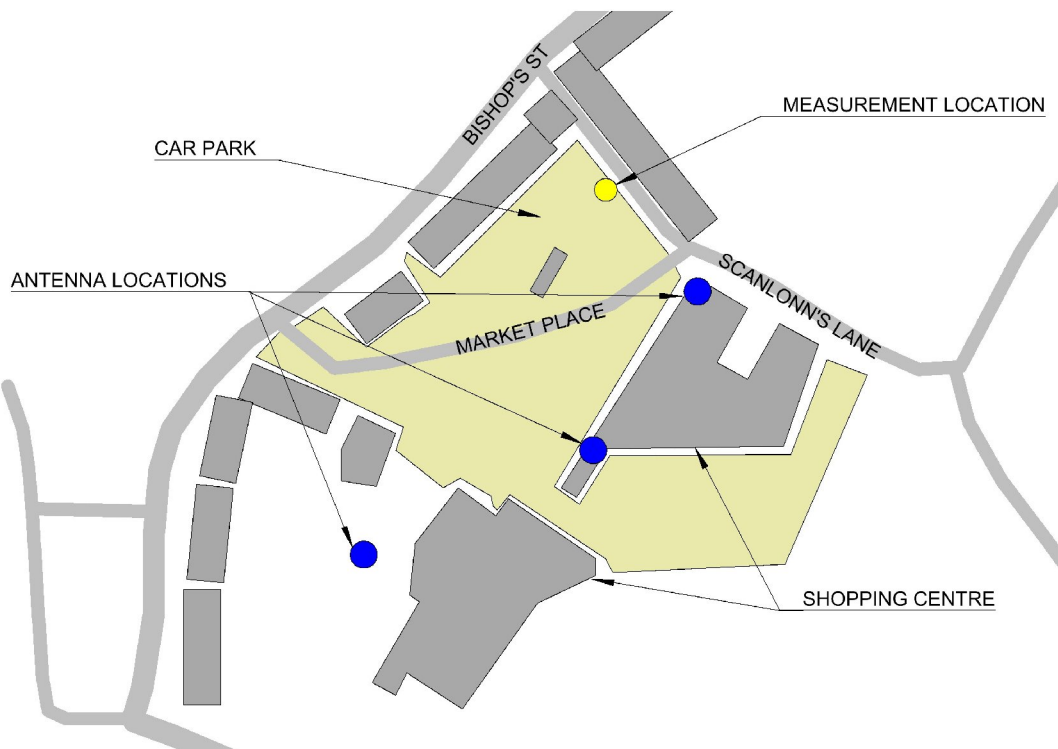 BISHOP'S ST
MEASUREMENT LOCATION
CAR PARK
SCANLONN'S LANE
ANTENNA LOCATIONS
MARKET PLACE
SHOPPING CENTRE